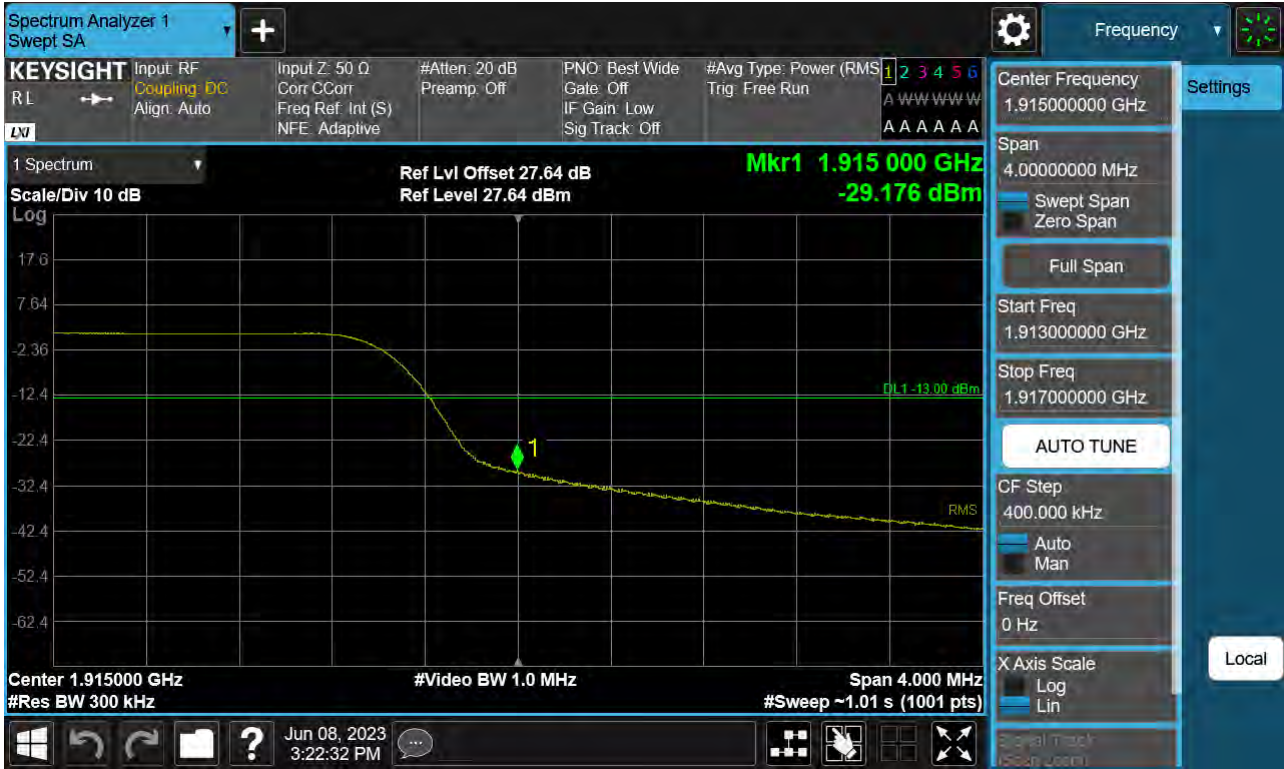 Spectrum Analyzer 1
Swept SA
+
Frequency
KEYSIGHT
RL
LXI
Input: RF
Coupling: DC
Align: Auto
Input Z: 50 Ω
Corr CCorr
Freq Ref: Int (S)
NFE: Adaptive
#Atten: 20 dB
Preamp: Off
PNO: Best Wide
Gate: Off
IF Gain: Low
Sig Track: Off
#Avg Type: Power (RMS
Trig: Free Run
1 2 3 4 5 6
A W W W W W
A A A A A A
1 Spectrum
Scale/Div 10 dB
Log
Ref Lvl Offset 27.64 dB
Ref Level 27.64 dBm
Mkr1 1.915 000 GHz
-29.176 dBm
17.6
7.64
-2.36
-12.4
-22.4
-32.4
-42.4
-52.4
-62.4
DL1 -13.00 dBm
1
RMS
Center 1.915000 GHz
#Res BW 300 kHz
#Video BW 1.0 MHz
Span 4.000 MHz
#Sweep ~1.01 s (1001 pts)
Center Frequency
1.915000000 GHz
Settings
Span
4.00000000 MHz
Swept Span
Zero Span
Full Span
Start Freq
1.913000000 GHz
Stop Freq
1.917000000 GHz
AUTO TUNE
CF Step
400.000 kHz
Auto
Man
Freq Offset
0 Hz
X Axis Scale
Log
Lin
Local
Signal Track
(Span Zoom)
?
Jun 08, 2023
3:22:32 PM